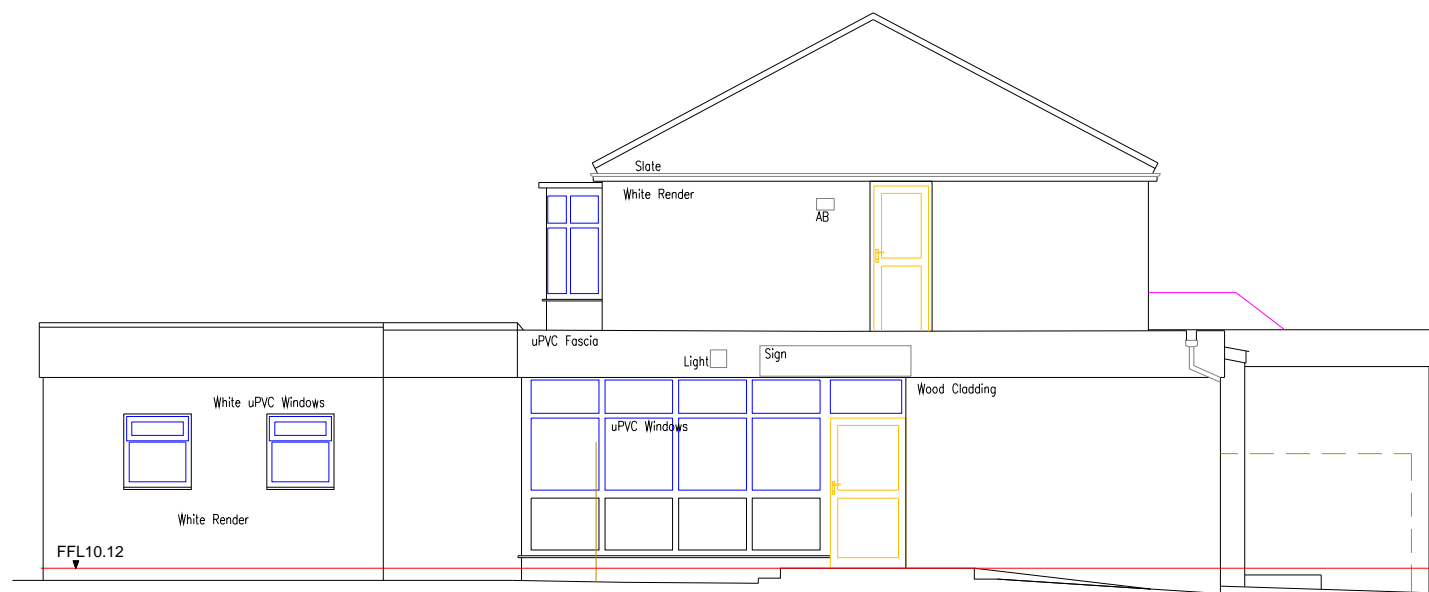 Slate
White Render
AB
uPVC Fascia
Light
Sign
Wood Cladding
White uPVC Windows
uPVC Windows
White Render
FFL10.12